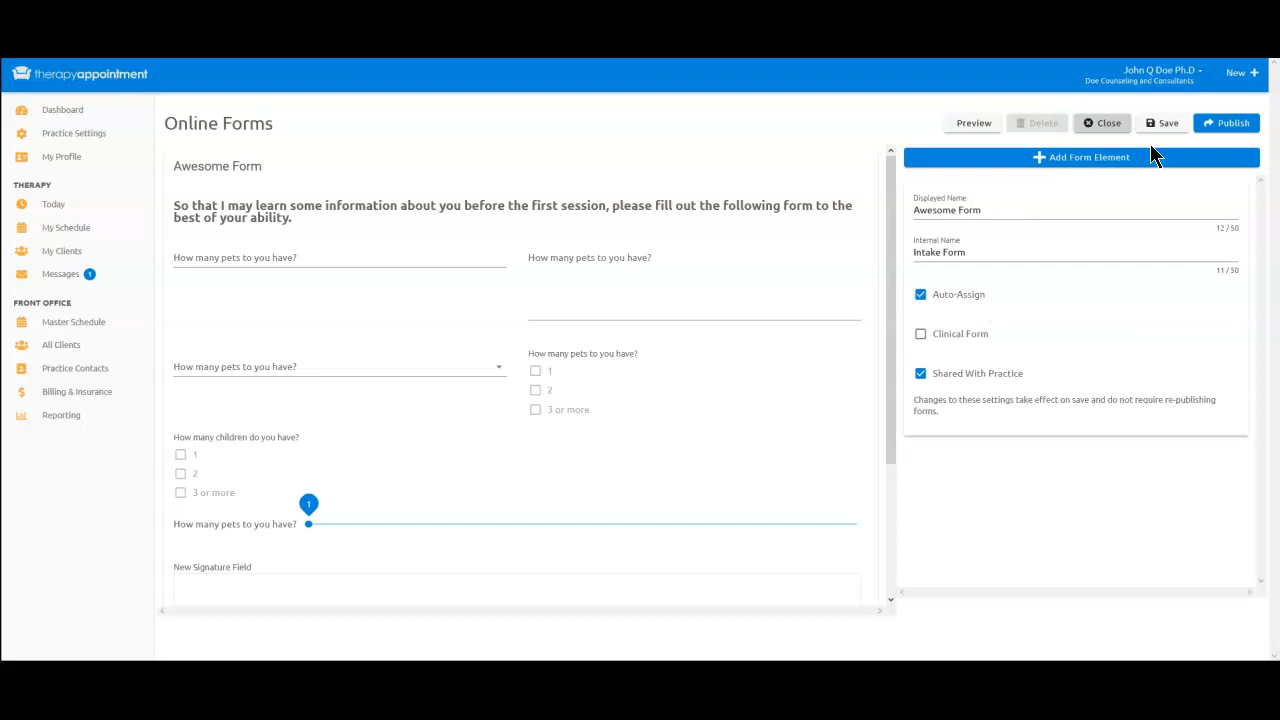 therapyappointment
John Q Doe Ph.D
Doe Counseling and Consultants
New +
Dashboard
Practice Settings
My Profile
THERAPY
Today
My Schedule
My Clients
Messages 1
FRONT OFFICE
Master Schedule
All Clients
Practice Contacts
$ Billing & Insurance
Reporting
Online Forms
Preview
Delete
Close
Save
Publish
Awesome Form
So that I may learn some information about you before the first session, please fill out the following form to the
best of your ability.
How many pets to you have?
How many pets to you have?
How many pets to you have?
How many pets to you have?
1
2
3 or more
How many children do you have?
1
2
3 or more
1
How many pets to you have?
New Signature Field
+ Add Form Element
Displayed Name
Awesome Form
12 / 50
Internal Name
Intake Form
11 / 50
Auto-Assign
Clinical Form
Shared With Practice
Changes to these settings take effect on save and do not require re-publishing
forms.